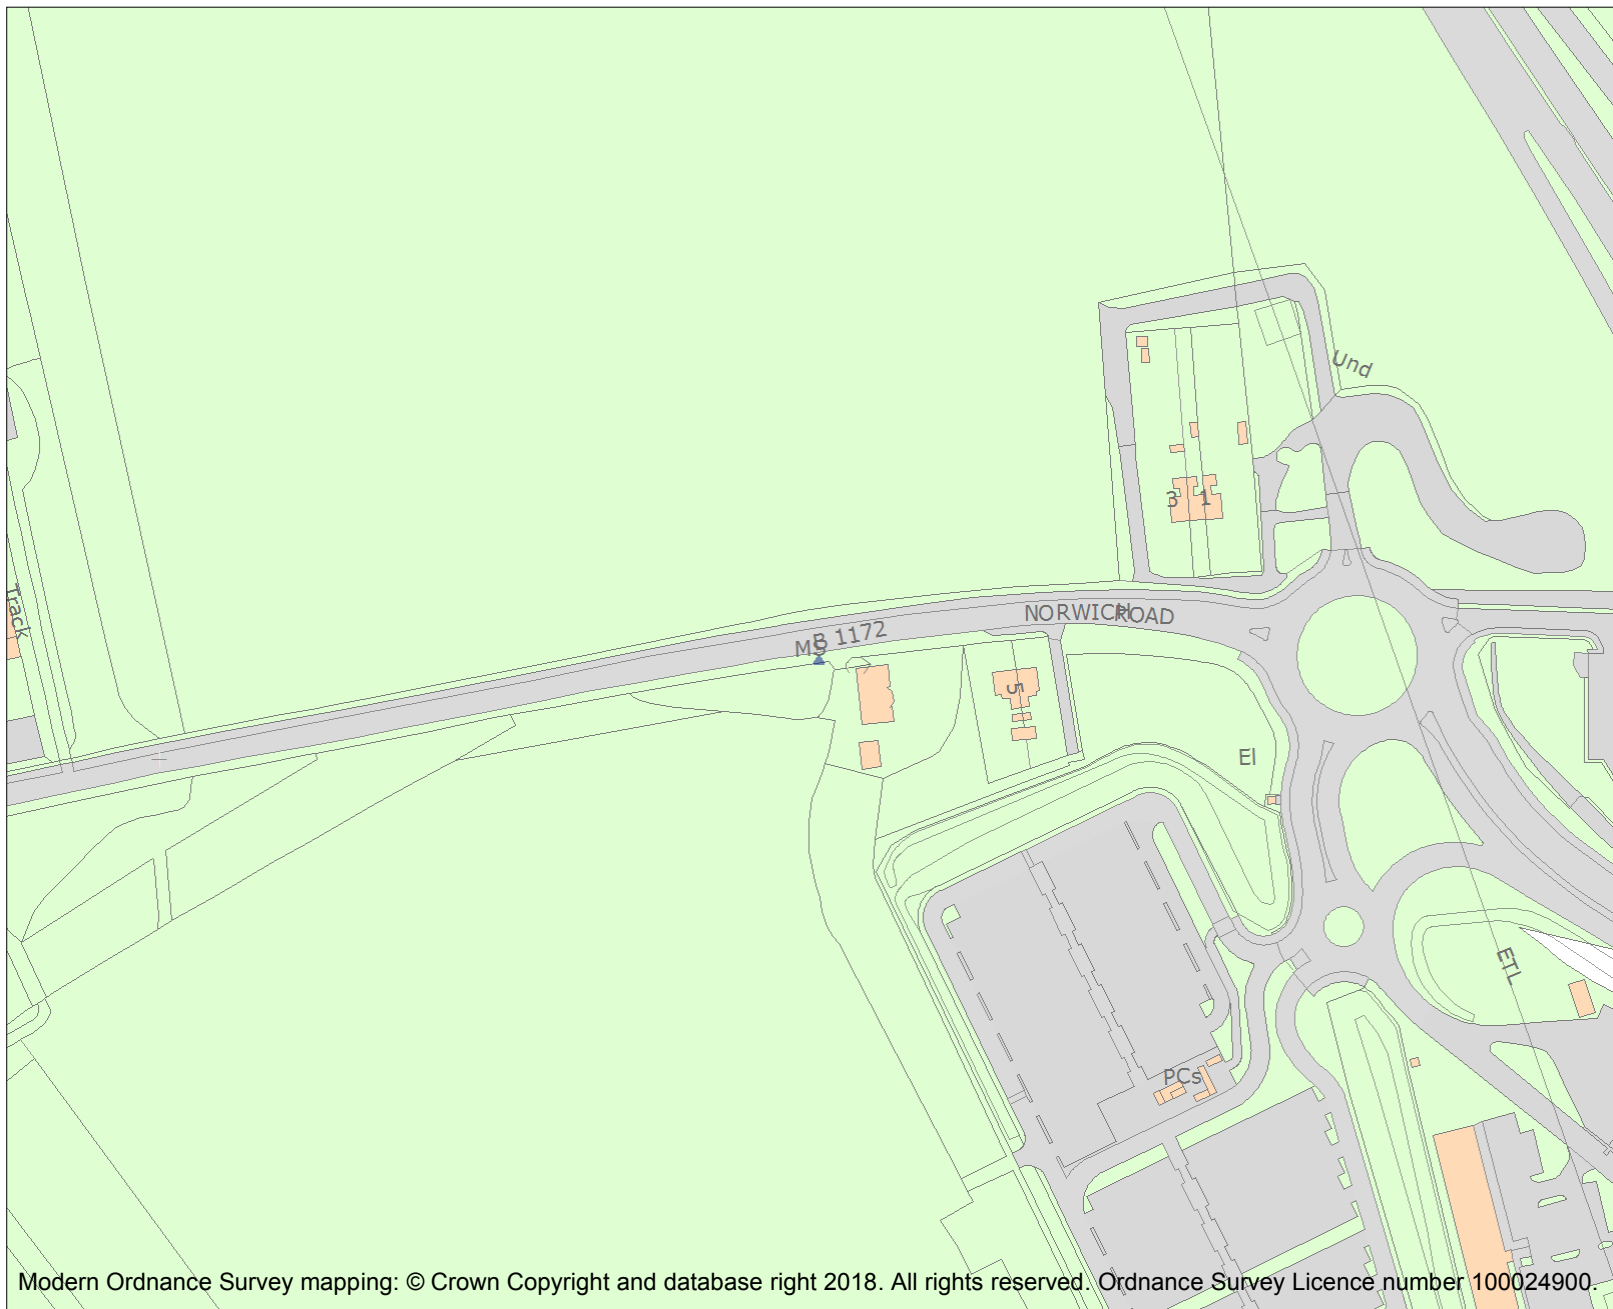 Und
3 1
Track
NORWICH ROAD
B 1172
MS
5
El
ETL
PCs
Modern Ordnance Survey mapping: © Crown Copyright and database right 2018. All rights reserved. Ordnance Survey Licence number 100024900.